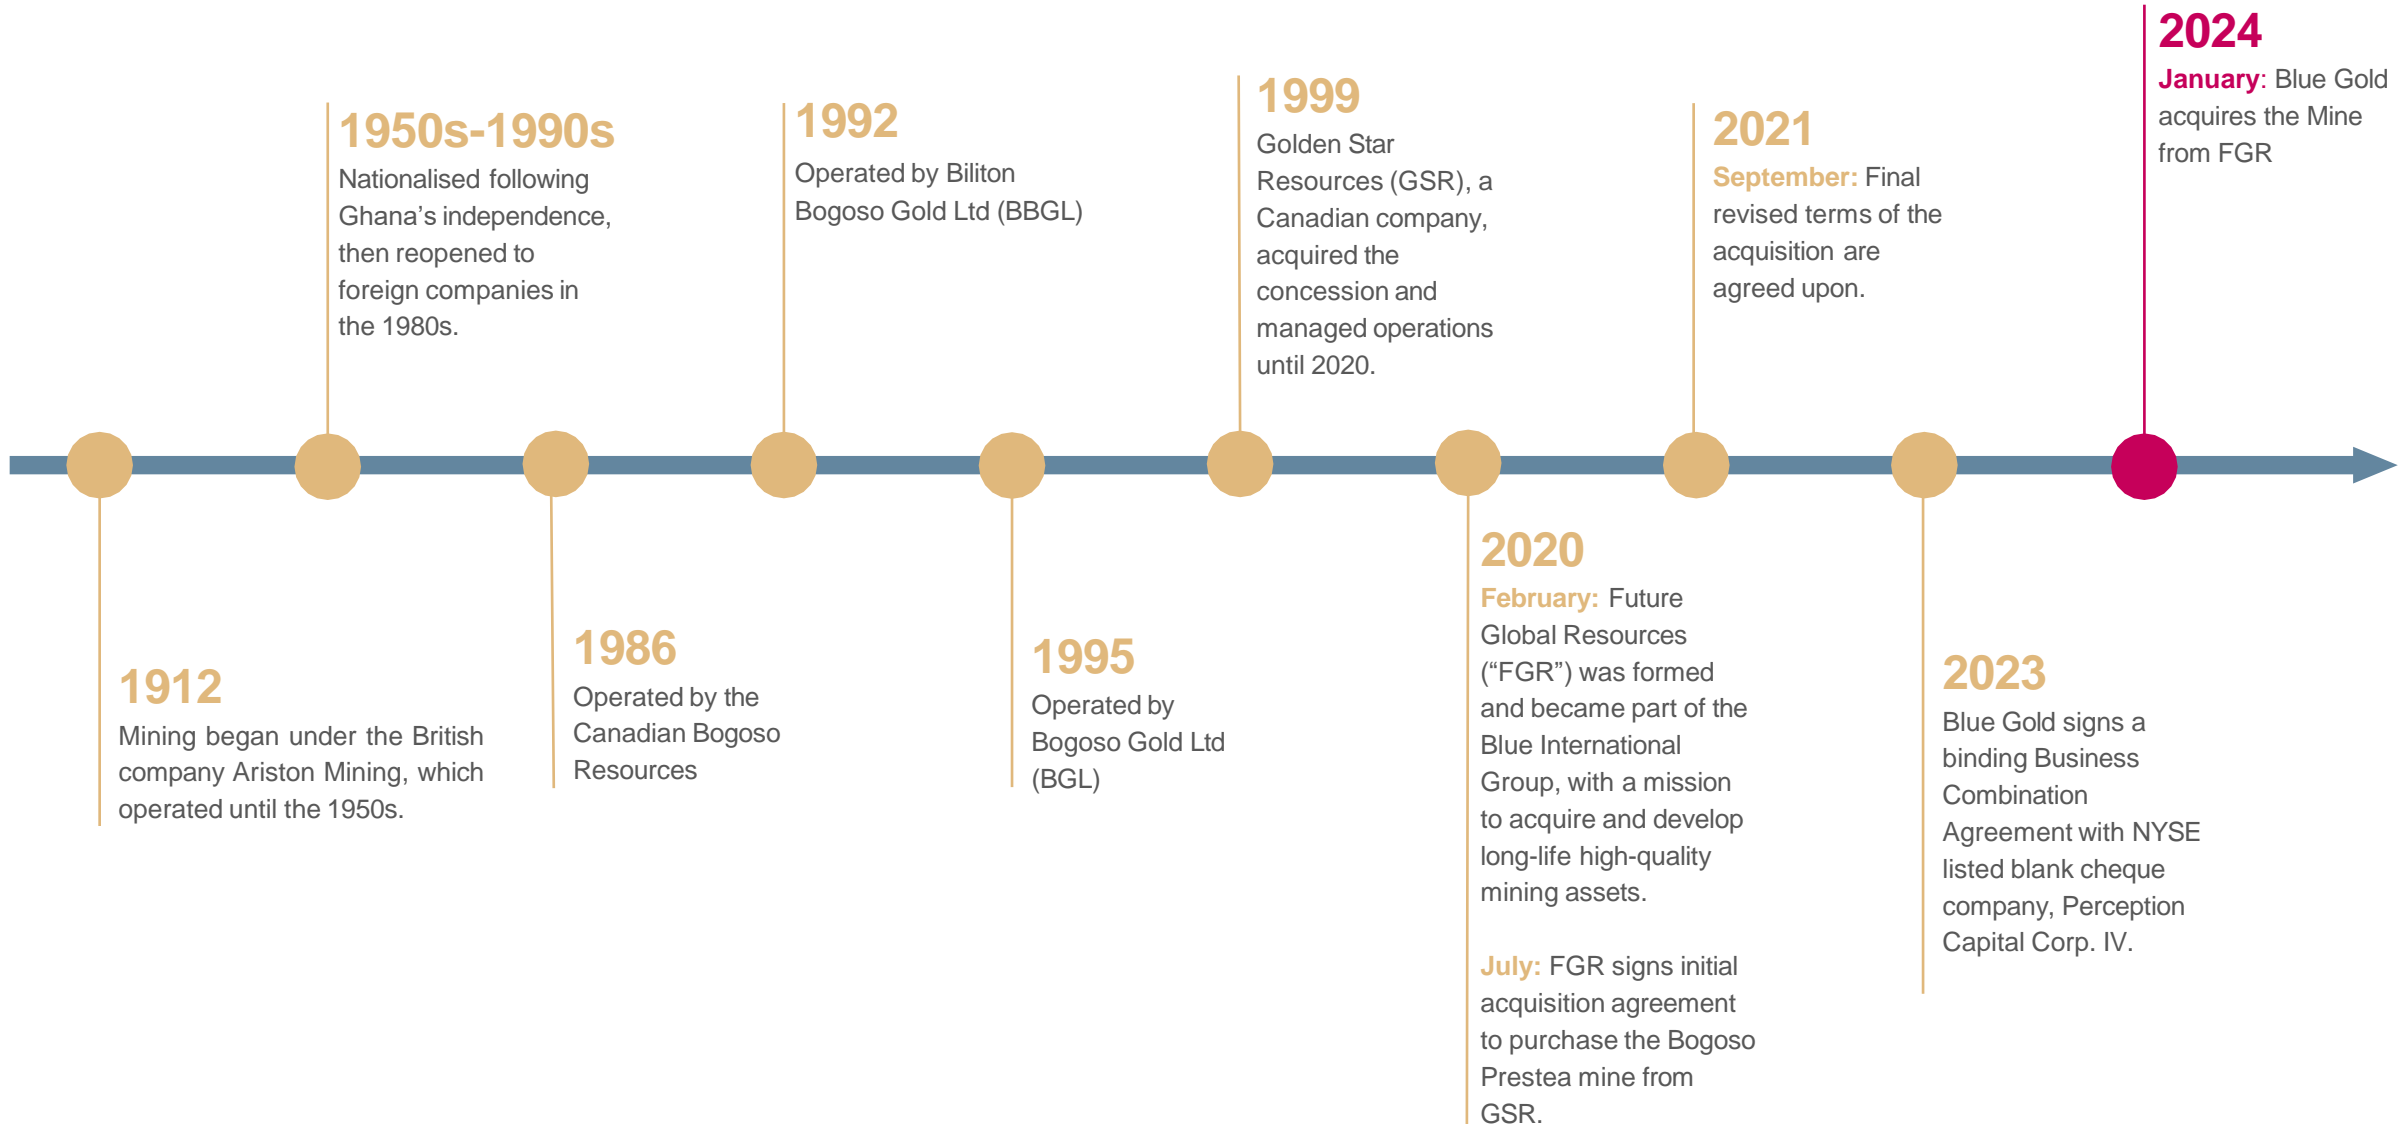 1912
Mining began under the British
company Ariston Mining, which
operated until the 1950s.
1950s-1990s
Nationalised following
Ghana’s independence,
then reopened to
foreign companies in
the 1980s.
1986
Operated by the
Canadian Bogoso
Resources
1992
Operated by Biliton
Bogoso Gold Ltd (BBGL)
1995
Operated by
Bogoso Gold Ltd
(BGL)
1999
Golden Star
Resources (GSR), a
Canadian company,
acquired the
concession and
managed operations
until 2020.
2020
February: Future
Global Resources
(“FGR”) was formed
and became part of the
Blue International
Group, with a mission
to acquire and develop
long-life high-quality
mining assets.
July: FGR signs initial
acquisition agreement
to purchase the Bogoso
Prestea mine from
GSR.
2021
September: Final
revised terms of the
acquisition are
agreed upon.
2023
Blue Gold signs a
binding Business
Combination
Agreement with NYSE
listed blank cheque
company, Perception
Capital Corp. IV.
2024
January: Blue Gold
acquires the Mine
from FGR